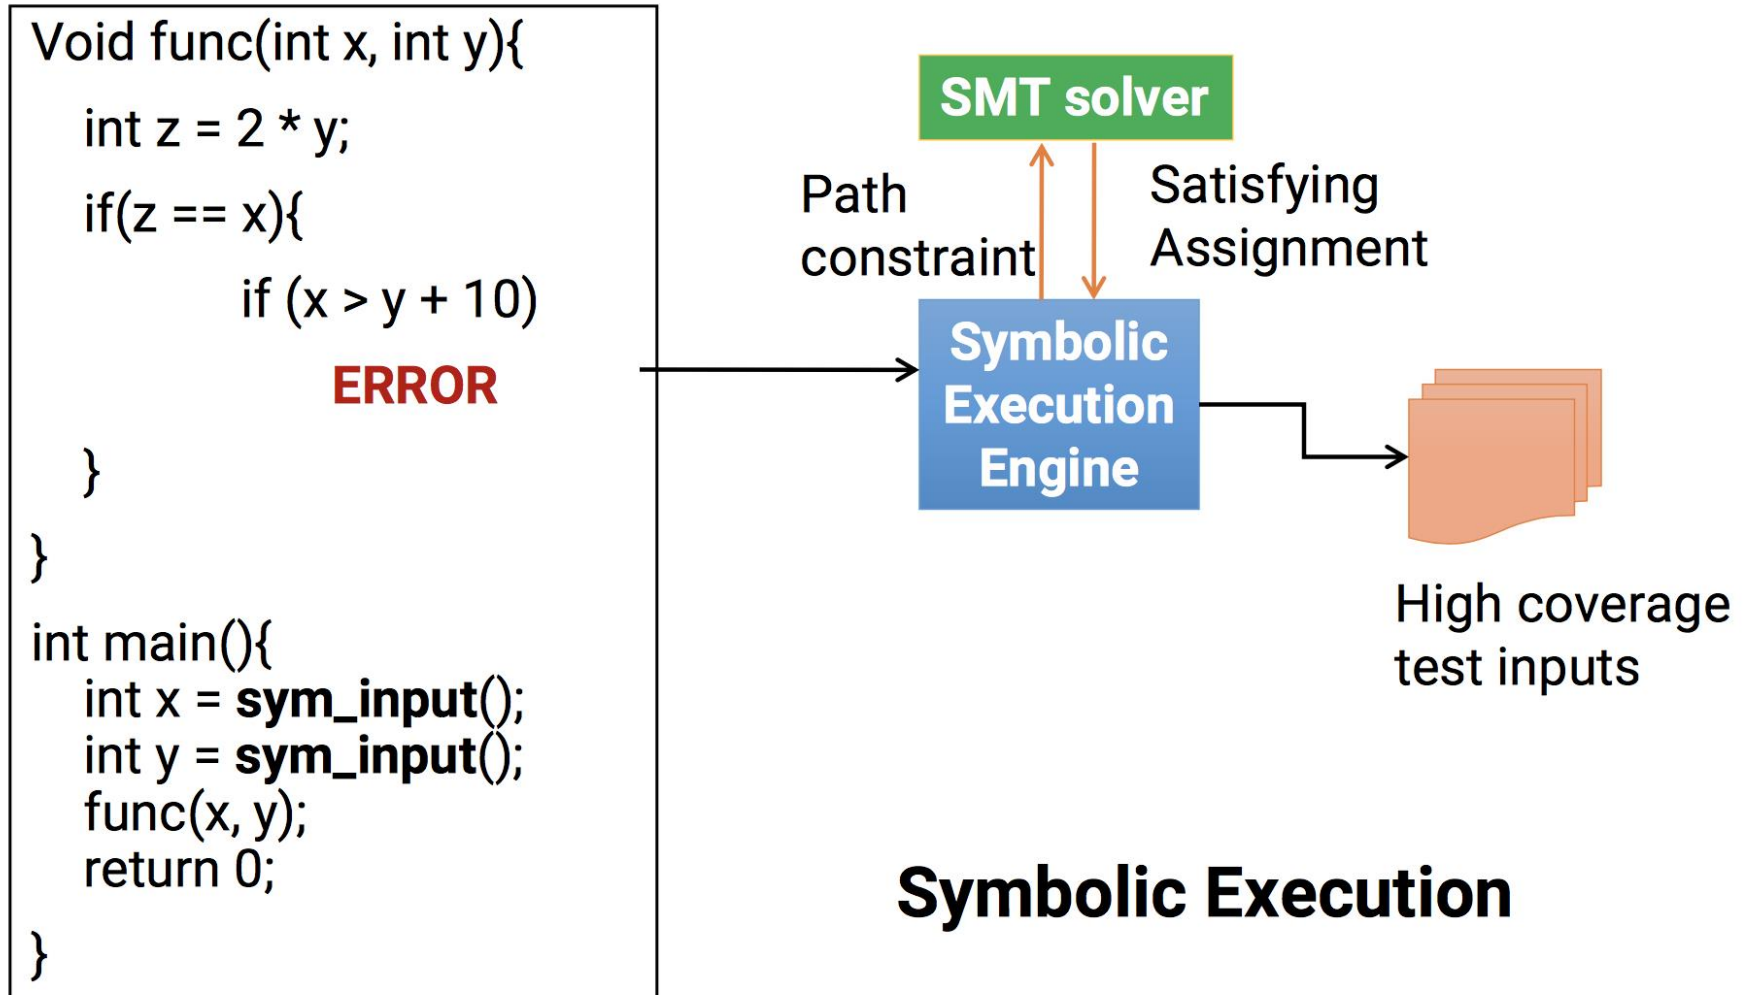 Void func(int x, int y){
int z = 2 * y;
if(z == x){
if (x > y + 10)
ERROR
}
}
int main(){
int x = sym_input();
int y = sym_input();
func(x, y);
return 0;
}
SMT solver
Path
constraint
Satisfying
Assignment
Symbolic
Execution
Engine
High coverage
test inputs
Symbolic Execution